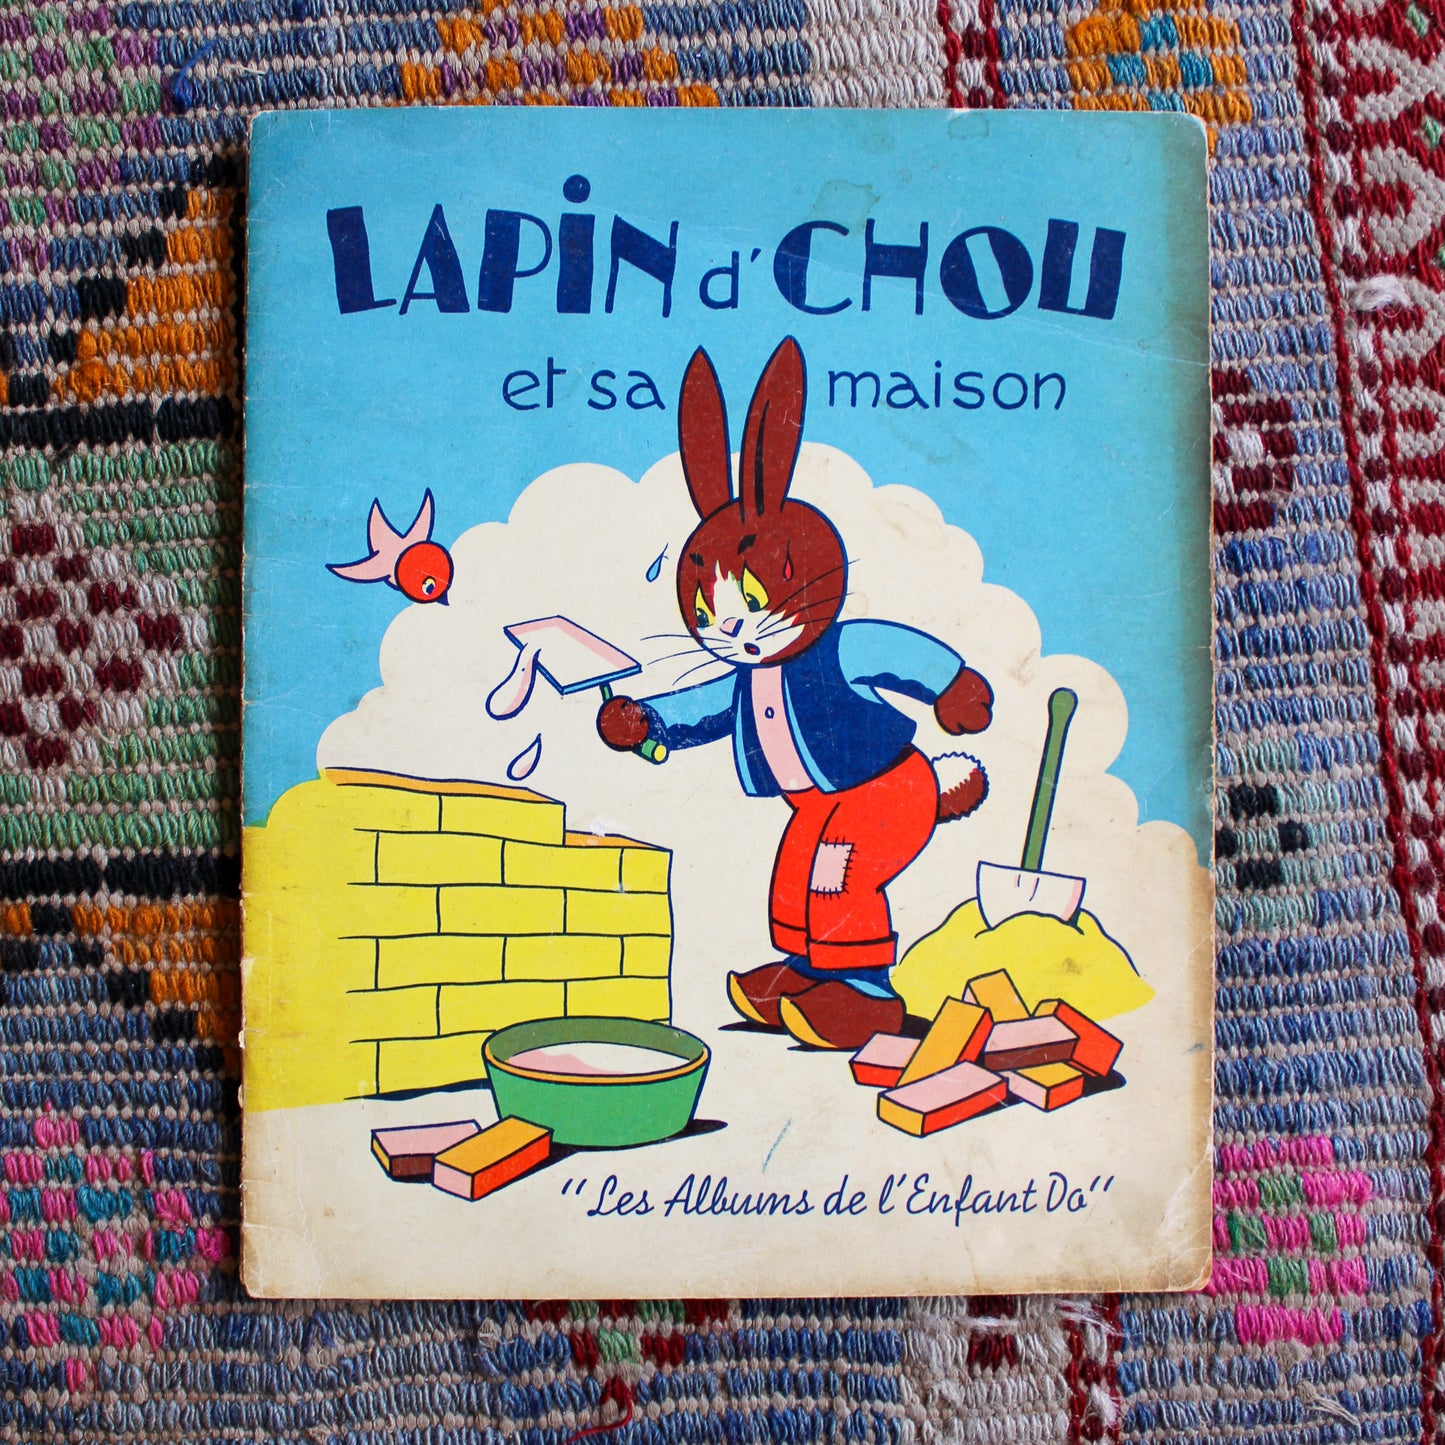 LAPiN d'CHOU
et sa maison
"Les Albums de l'Enfant Do"